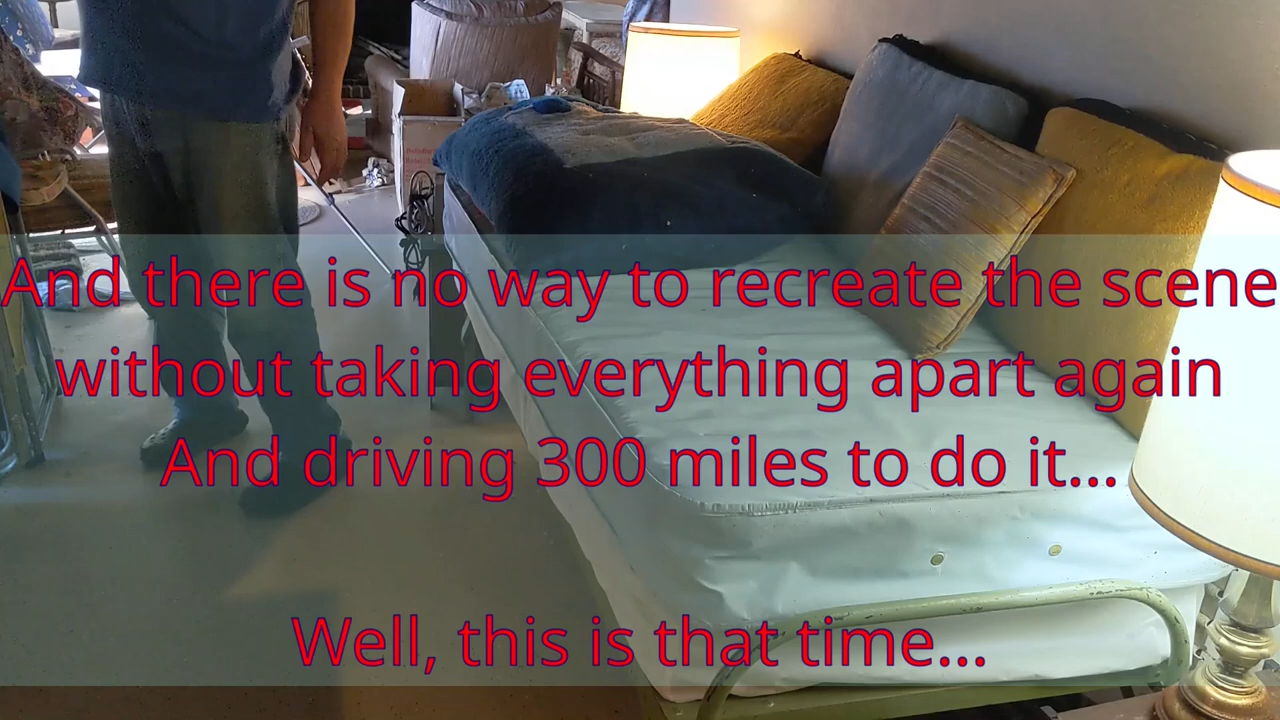 And there is no way to recreate the scene
without taking everything apart again
And driving 300 miles to do it...
Well, this is that time...